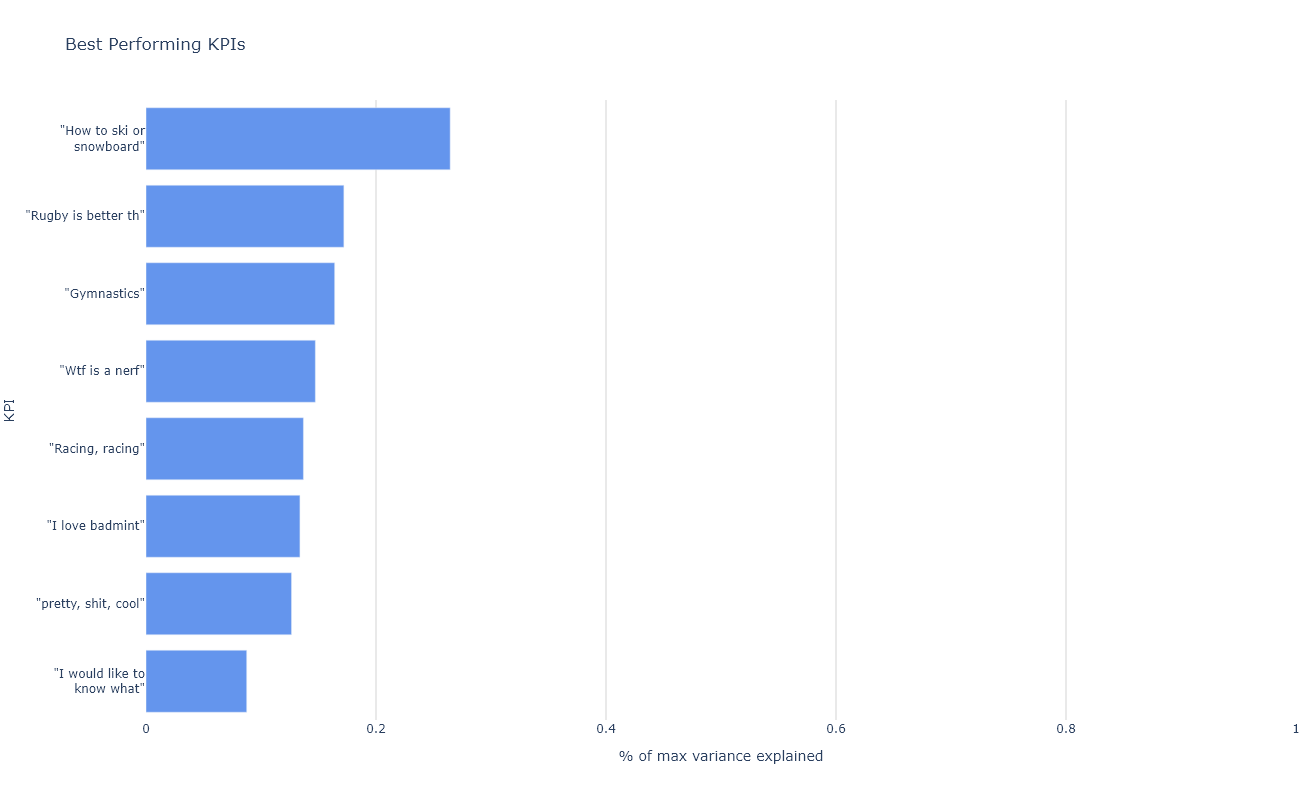 Best Performing KPIs
"How to ski or
snowboard"
"Rugby is better th"
"Gymnastics"
"Wtf is a nerf"
KPI
"Racing, racing"
"I love badmint"
"pretty, shit, cool"
"I would like to
know what"
0 0.2 0.4 0.6 0.8 1
% of max variance explained